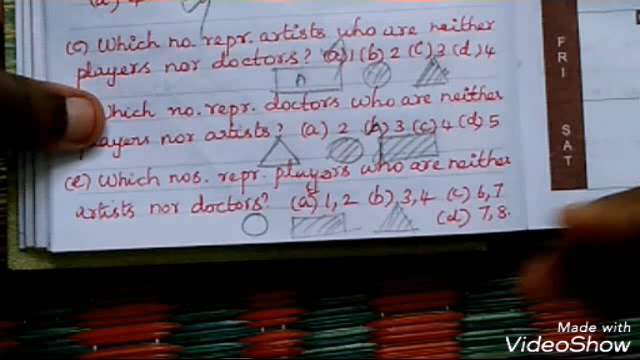 (c) Which no. repr. artists who are neither
players nor doctors? (a) 1 (b) 2 (c) 3 (d) 4
A
Which no. repr. doctors who are neither
players nor artists? (a) 2 (b) 3 (c) 4 (d) 5
(e) Which nos. repr. players who are neither
artists nor doctors? (a) 1, 2 (b) 3, 4 (c) 6, 7
(d) 7, 8.
FRI
SAT
Made with
VideoShow